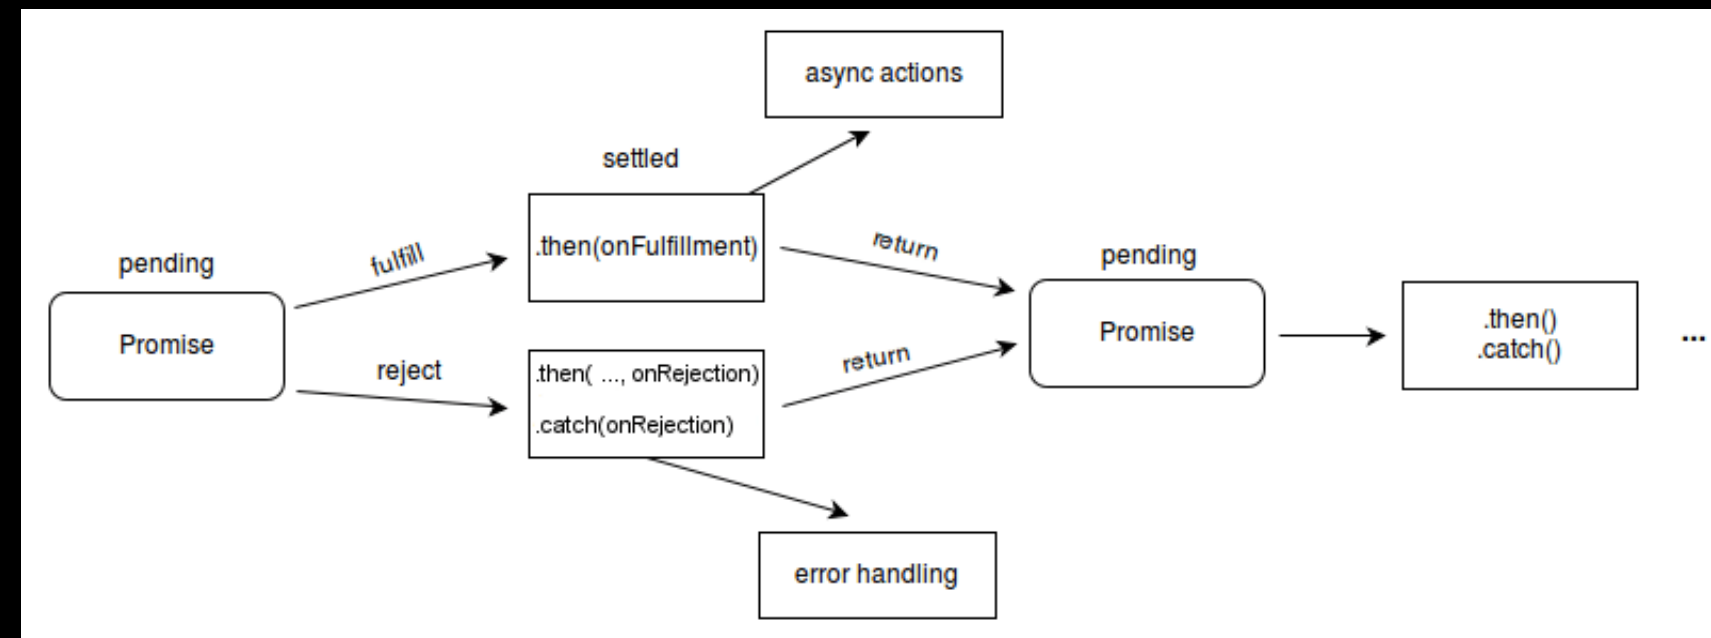 async actions
settled
.then(onFulfillment)
fulfill
return
pending
Promise
pending
Promise
reject
.then( ..., onRejection)
.catch(onRejection)
return
.then()
.catch()
...
error handling